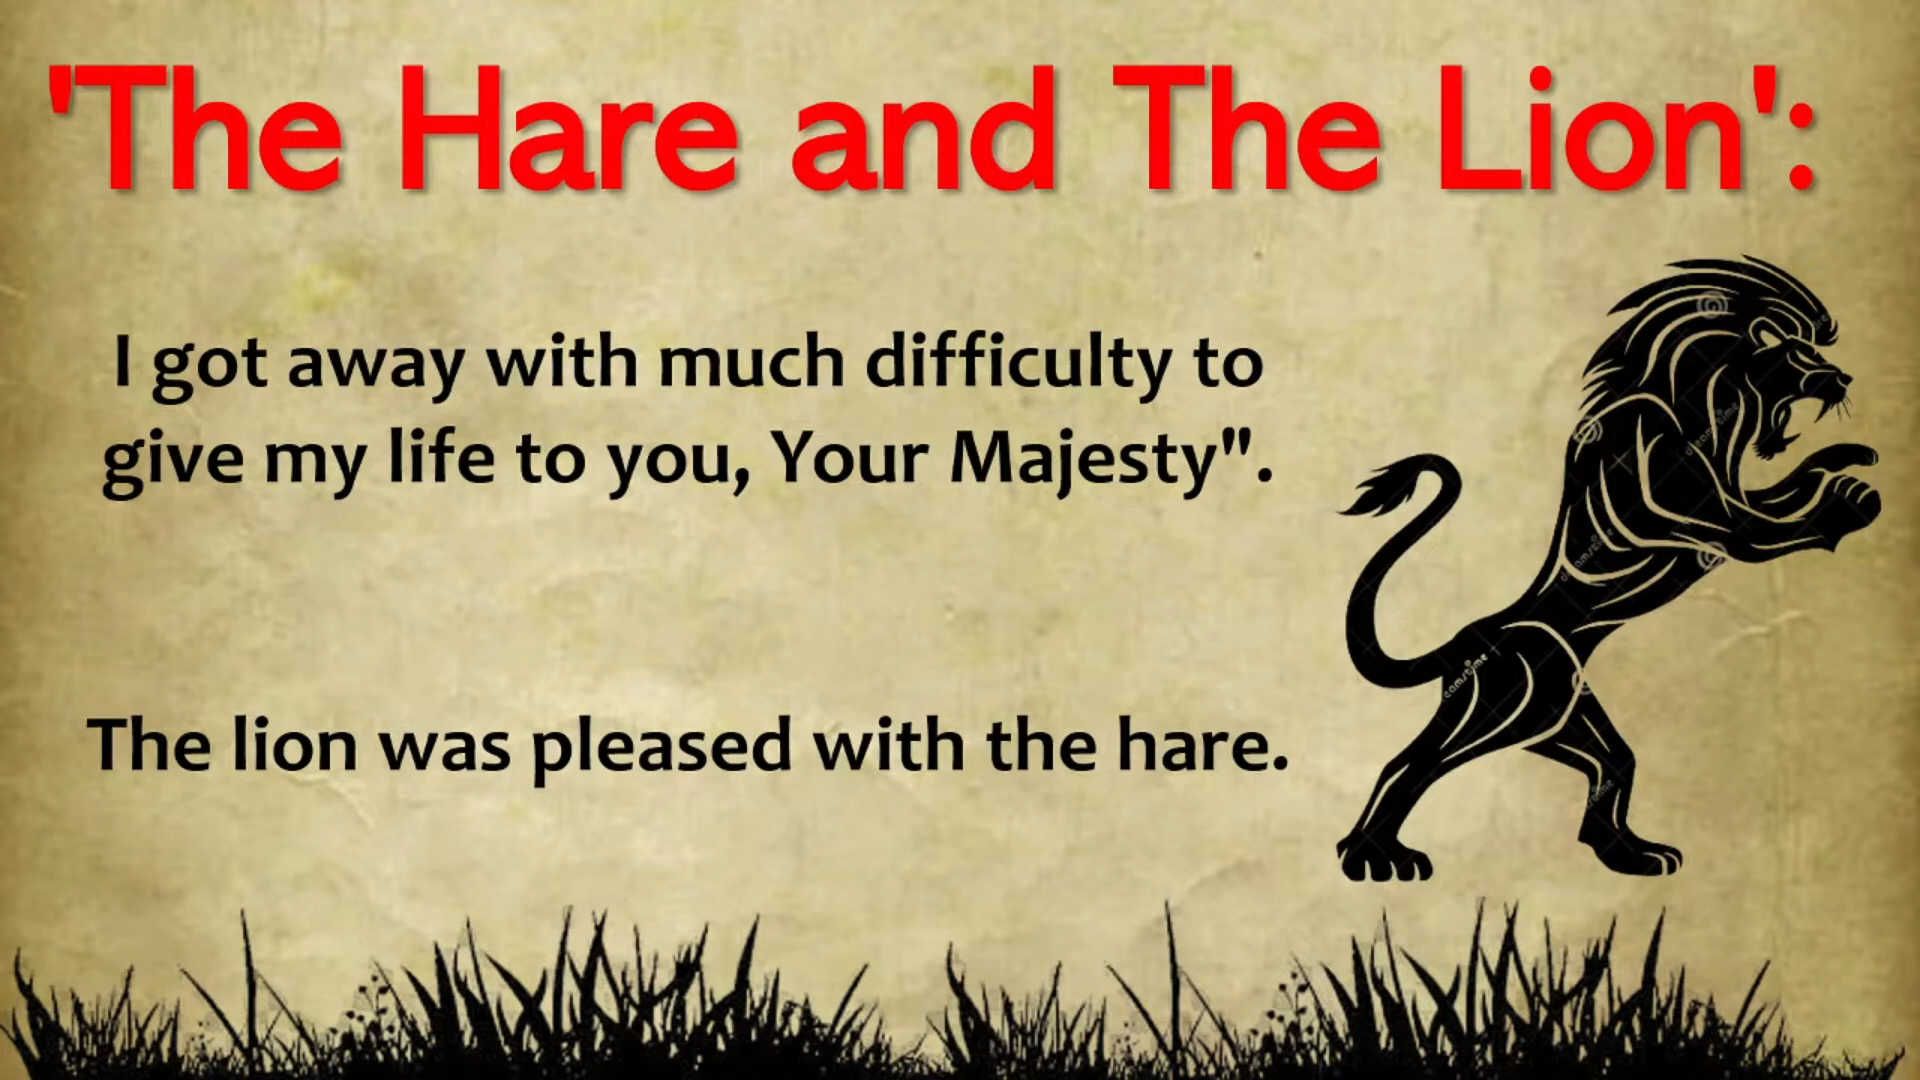 'The Hare and The Lion':
I got away with much difficulty to
give my life to you, Your Majesty".
The lion was pleased with the hare.